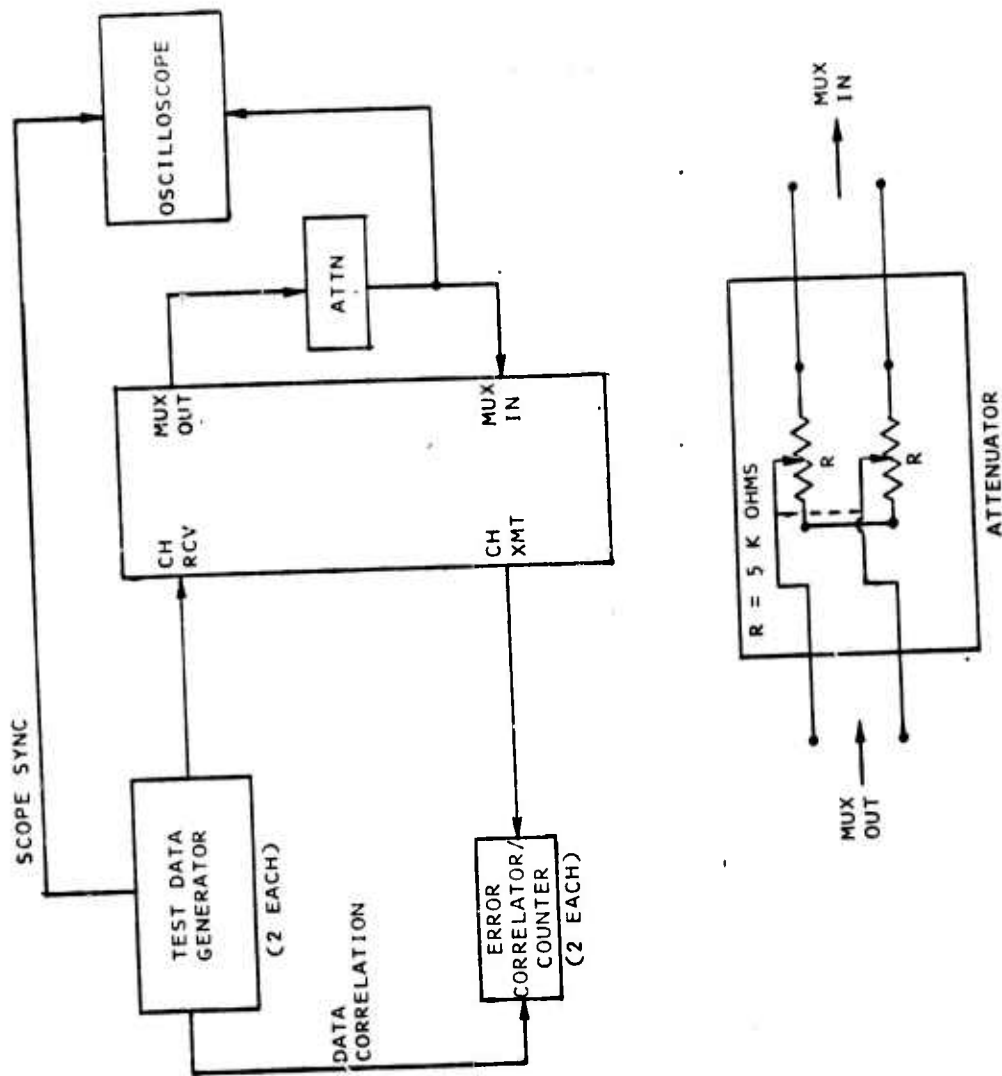 SCOPE SYNC
OSCILLOSCOPE
TEST DATA
GENERATOR
(2 EACH)
CH
RCV
MUX
OUT
ATTN
DATA
CORRELATION
CH
XMT
MUX
IN
ERROR
CORRELATOR/
COUNTER
(2 EACH)
R = 5 K OHMS
R
R
MUX
OUT
MUX
IN
ATTENUATOR